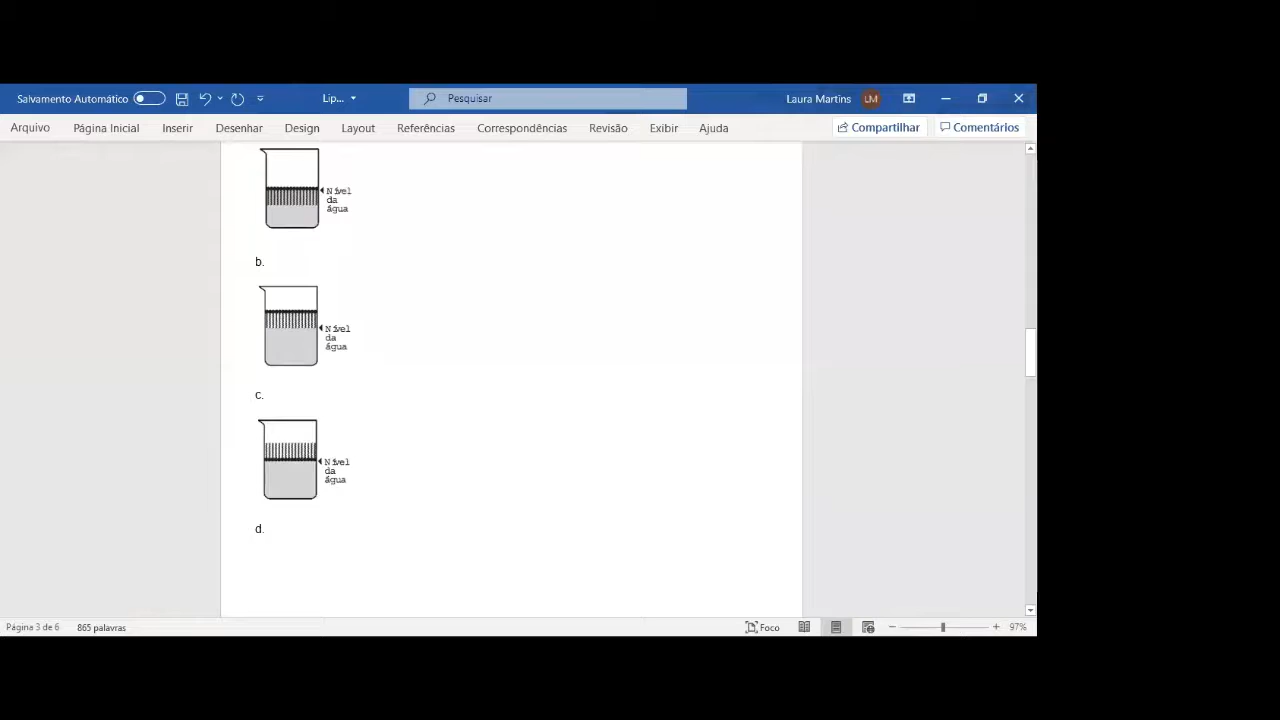 Salvamento Automático
Lip...
Pesquisar
Laura Martins
LM
Arquivo
Página Inicial
Inserir
Desenhar
Design
Layout
Referências
Correspondências
Revisão
Exibir
Ajuda
Compartilhar
Comentários
Nível
da
água
b.
Nível
da
água
c.
Nível
da
água
d.
Página 3 de 6
865 palavras
Foco
97%